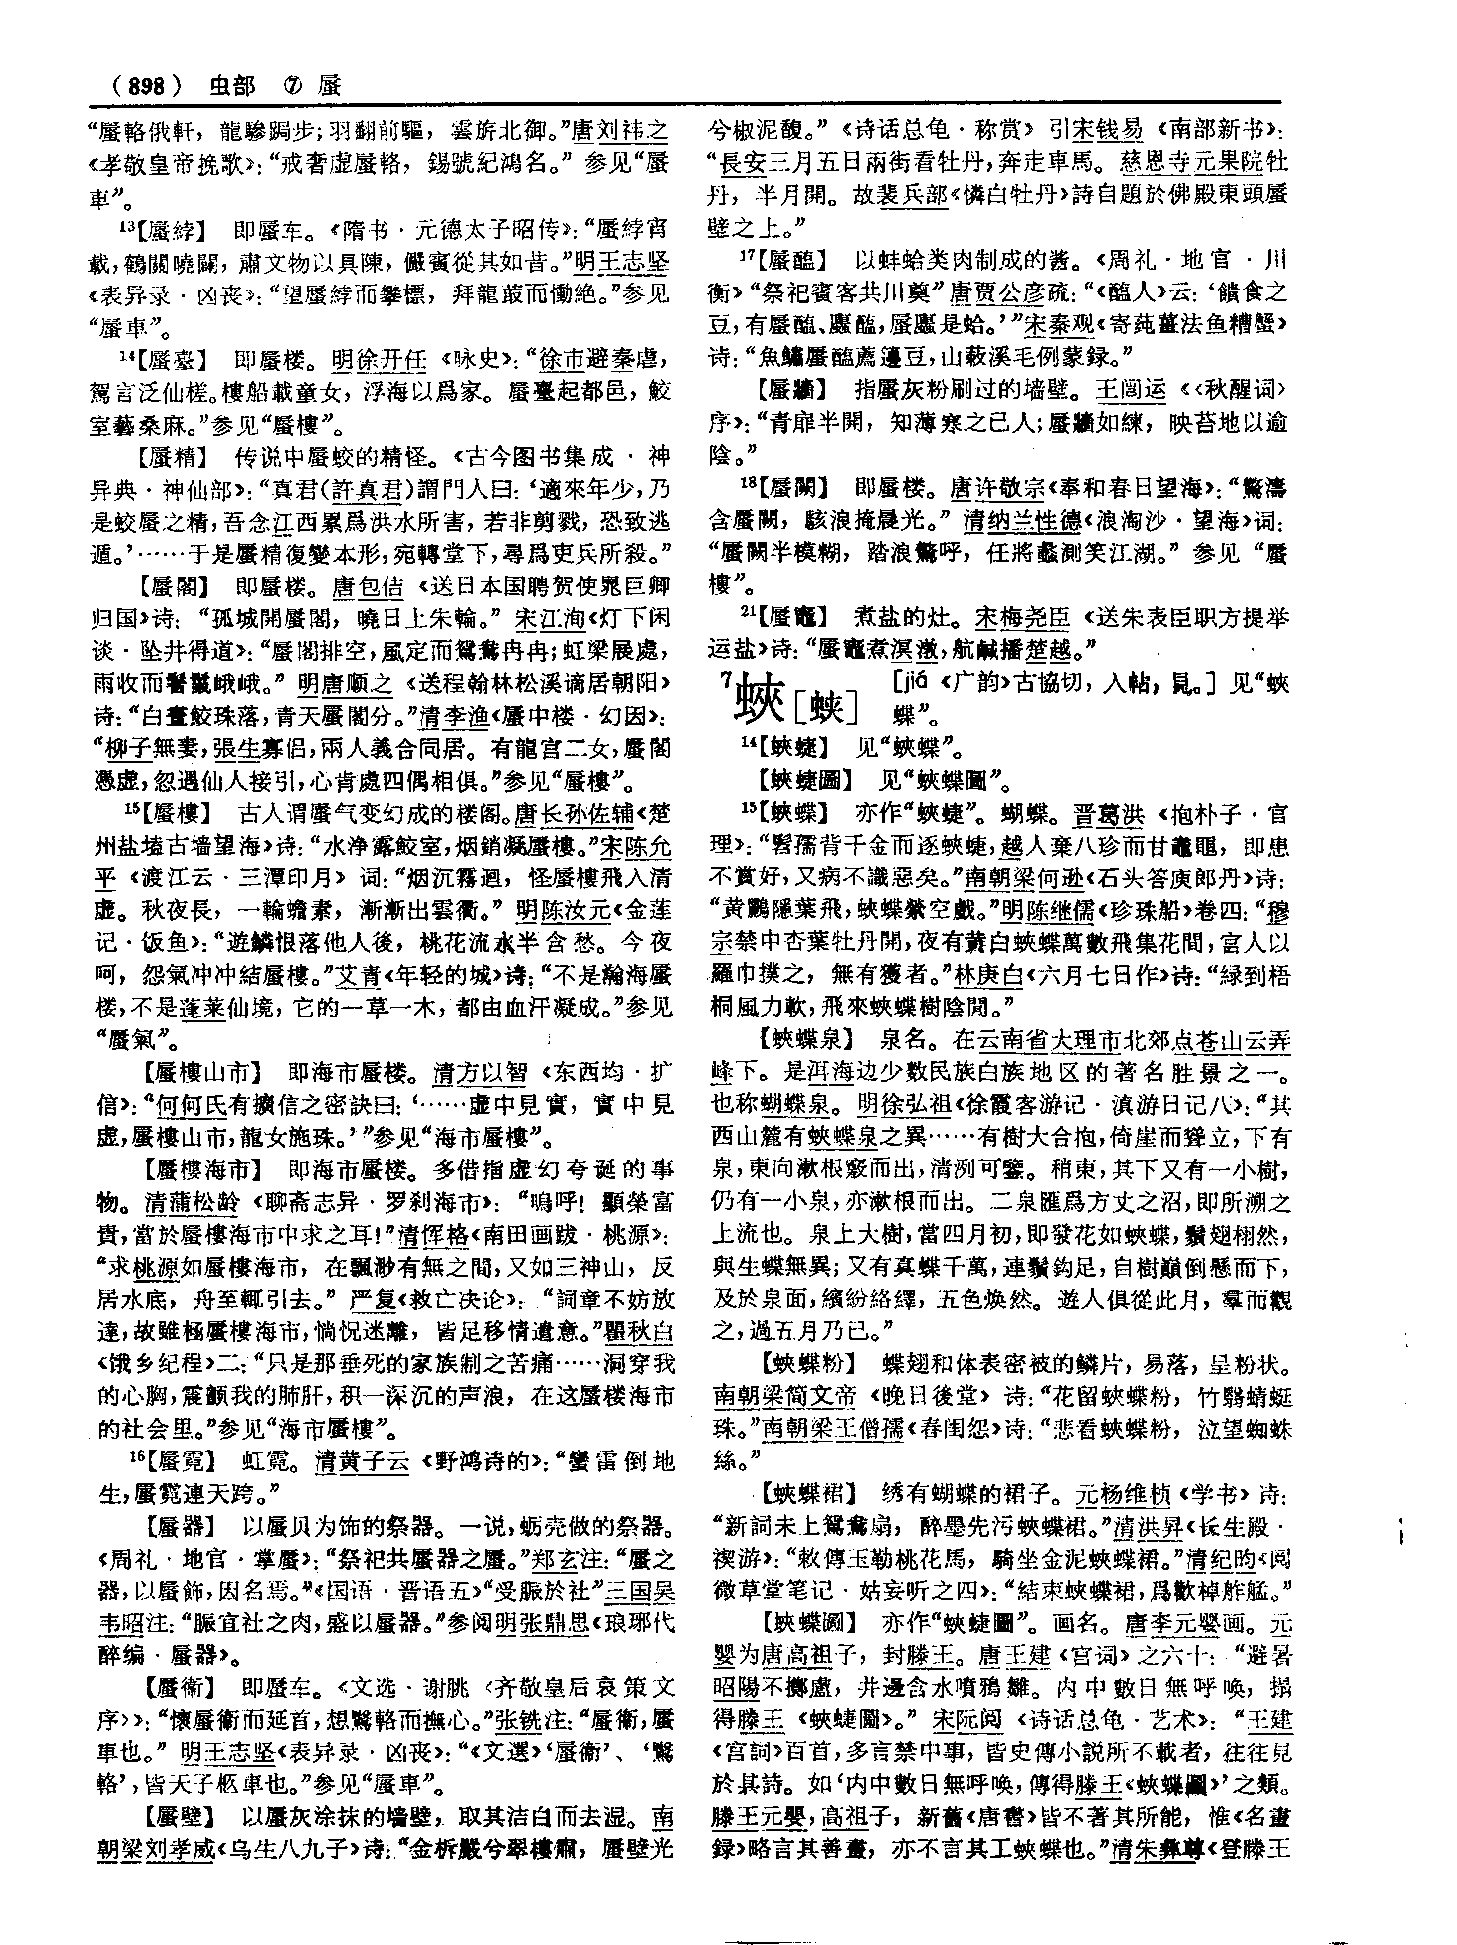 （898） 虫部 ⑦ 蜃
“蜃輅俄軒，龍驂跼步；羽翻前驅，雲旂北御。”唐刘祎之
《孝敬皇帝挽歌》：“戒奢虚蜃輅，錫號紀鴻名。”参见“蜃
車”。
13【蜃綍】 即蜃车。《隋书·元德太子昭传》：“蜃綍宵
載，鶴關曉闢，肅文物以具陳，儼賓從其如昔。”明王志坚
《表异录·凶丧》：“望蜃綍而攀標，拜龍菆而慟絶。”参见
“蜃車”。
14【蜃臺】 即蜃楼。明徐开任《咏史》：“徐市避秦虐，
駕言泛仙槎。樓船載童女，浮海以爲家。蜃臺起都邑，鮫
室藝桑麻。”参见“蜃樓”。
【蜃精】 传说中蜃蛟的精怪。《古今图书集成·神
异典·神仙部》：“真君（許真君）謂門人曰：‘適來年少，乃
是蛟蜃之精，吾念江西累爲洪水所害，若非剪戮，恐致逃
遁。’……于是蜃精復變本形，宛轉堂下，尋爲吏兵所殺。”
【蜃閣】 即蜃楼。唐包佶《送日本国聘贺使晁巨卿
归国》诗：“孤城開蜃閣，曉日上朱輪。”宋江洵《灯下闲
谈·坠井得道》：“蜃閣排空，風定而鴛鴦冉冉；虹梁展處，
雨收而鬐鬣峨峨。”明唐顺之《送程翰林松溪谪居朝阳》
诗：“白晝鮫珠落，青天蜃閣分。”清李渔《蜃中楼·幻因》：
“柳子無妻，張生寡侣，兩人義合同居。有龍宫二女，蜃閣
憑虚，忽遇仙人接引，心肯處四偶相俱。”参见“蜃樓”。
15【蜃樓】 古人谓蜃气变幻成的楼阁。唐长孙佐辅《楚
州盐壒古墙望海》诗：“水净露鮫室，烟銷凝蜃樓。”宋陈允
平《渡江云·三潭印月》词：“烟沉霧迴，怪蜃樓飛入清
虚。秋夜長，一輪蟾素，漸漸出雲衢。”明陈汝元《金莲
记·饭鱼》：“遊鱗恨落他人後，桃花流水半含愁。今夜
呵，怨氣冲冲結蜃樓。”艾青《年轻的城》诗：“不是瀚海蜃
楼，不是蓬莱仙境，它的一草一木，都由血汗凝成。”参见
“蜃氣”。
【蜃樓山市】 即海市蜃楼。清方以智《东西均·扩
信》：“何何氏有擴信之密訣曰：‘……虚中見實，實中見
虚，蜃樓山市，龍女施珠。’”参见“海市蜃樓”。
【蜃樓海市】 即海市蜃楼。多借指虚幻夸诞的事
物。清蒲松龄《聊斋志异·罗刹海市》：“嗚呼！顯榮富
貴，當於蜃樓海市中求之耳！”清恽格《南田画跋·桃源》：
“求桃源如蜃樓海市，在飄渺有無之間，又如三神山，反
居水底，舟至輒引去。”严复《救亡决论》：“詞章不妨放
達，故雖極蜃樓海市，惝怳迷離，皆足移情遣意。”瞿秋白
《饿乡纪程》二：“只是那垂死的家族制之苦痛……洞穿我
的心胸，震颤我的肺肝，积一深沉的声浪，在这蜃楼海市
的社会里。”参见“海市蜃樓”。
16【蜃霓】 虹霓。清黄子云《野鸿诗的》：“蠻雷倒地
生，蜃霓連天跨。”
【蜃器】 以蜃贝为饰的祭器。一说，蛎壳做的祭器。
《周礼·地官·掌蜃》：“祭祀共蜃器之蜃。”郑玄注：“蜃之
器，以蜃飾，因名焉。”《国语·晋语五》“受脤於社”三国吴
韦昭注：“脤宜社之肉，盛以蜃器。”参阅明张鼎思《琅琊代
醉编·蜃器》。
【蜃衞】 即蜃车。《文选·谢朓〈齐敬皇后哀策文
序〉》：“懷蜃衞而延首，想鷖輅而撫心。”张铣注：“蜃衞，蜃
車也。”明王志坚《表异录·凶丧》：“《文選》‘蜃衞’、‘鷖
輅’，皆天子柩車也。”参见“蜃車”。
【蜃壁】 以蜃灰涂抹的墙壁，取其洁白而去湿。南
朝梁刘孝威《乌生八九子》诗：“金柝嚴兮翠樓肅，蜃壁光
兮椒泥馥。”《诗话总龟·称赏》引宋钱易《南部新书》：
“長安三月五日兩街看牡丹，奔走車馬。慈恩寺元果院牡
丹，半月開。故裴兵部《憐白牡丹》詩自題於佛殿東頭蜃
壁之上。”
17【蜃醢】 以蚌蛤类肉制成的酱。《周礼·地官·川
衡》“祭祀賓客共川奠”唐贾公彦疏：“《醢人》云：‘饋食之
豆，有蜃醢、蠯醢，蜃蠯是蛤。’”宋秦观《寄莼薑法鱼糟蟹》
诗：“魚鱐蜃醢薦籩豆，山蔌溪毛例蒙録。”
【蜃牆】 指蜃灰粉刷过的墙壁。王闿运《〈秋醒词〉
序》：“青扉半開，知薄寒之已人；蜃牆如練，映苔地以逾
陰。”
18【蜃闕】 即蜃楼。唐许敬宗《奉和春日望海》：“驚濤
含蜃闕，駭浪掩晨光。”清纳兰性德《浪淘沙·望海》词：
“蜃闕半模糊，踏浪驚呼，任將蠡測笑江湖。”参见“蜃
樓”。
21【蜃竈】 煮盐的灶。宋梅尧臣《送朱表臣职方提举
运盐》诗：“蜃竈煮溟漲，航鹹播楚越。”
7蛺［蛱］ ［jiá《广韵》古協切，入帖，見。］见“蛺
蝶”。
14【蛺蜨】 见“蛺蝶”。
【蛺蜨圖】 见“蛺蝶圖”。
15【蛺蝶】 亦作“蛺蜨”。蝴蝶。晋葛洪《抱朴子·官
理》：“髫孺背千金而逐蛺蜨，越人棄八珍而甘鼃黽，即患
不賞好，又病不識惡矣。”南朝梁何逊《石头答庾郎丹》诗：
“黄鸝隱葉飛，蛺蝶縈空戲。”明陈继儒《珍珠船》卷四：“穆
宗禁中杏葉牡丹開，夜有黄白蛺蝶萬數飛集花間，宫人以
羅巾撲之，無有獲者。”林庚白《六月七日作》诗：“緑到梧
桐風力軟，飛來蛺蝶樹陰閒。”
【蛺蝶泉】 泉名。在云南省大理市北郊点苍山云弄
峰下。是洱海边少数民族白族地区的著名胜景之一。
也称蝴蝶泉。明徐弘祖《徐霞客游记·滇游日记八》：“其
西山麓有蛺蝶泉之異……有樹大合抱，倚崖而聳立，下有
泉，東向漱根竅而出，清洌可鑒。稍東，其下又有一小樹，
仍有一小泉，亦漱根而出。二泉匯爲方丈之沼，即所溯之
上流也。泉上大樹，當四月初，即發花如蛺蝶，鬚翅栩然，
與生蝶無異；又有真蝶千萬，連鬚鈎足，自樹巔倒懸而下，
及於泉面，繽紛絡繹，五色焕然。遊人俱從此月，羣而觀
之，過五月乃已。”
【蛺蝶粉】 蝶翅和体表密被的鳞片，易落，呈粉状。
南朝梁简文帝《晚日後堂》诗：“花留蛺蝶粉，竹翳蜻蜓
珠。”南朝梁王僧孺《春闺怨》诗：“悲看蛺蝶粉，泣望蜘蛛
絲。”
【蛺蝶裙】 绣有蝴蝶的裙子。元杨维桢《学书》诗：
“新詞未上鴛鴦扇，醉墨先污蛺蝶裙。”清洪昇《长生殿·
禊游》：“敕傳玉勒桃花馬，騎坐金泥蛺蝶裙。”清纪昀《阅
微草堂笔记·姑妄听之四》：“結束蛺蝶裙，爲歡棹舴艋。”
【蛺蝶圖】 亦作“蛺蜨圖”。画名。唐李元婴画。元
婴为唐高祖子，封滕王。唐王建《宫词》之六十：“避暑
昭陽不擲盧，井邊含水噴鴉雛。内中數日無呼唤，搨
得滕王《蛺蜨圖》。”宋阮阅《诗话总龟·艺术》：“王建
《宫詞》百首，多言禁中事，皆史傳小説所不載者，往往見
於其詩。如‘内中數日無呼唤，傳得滕王《蛺蝶圖》’之類。
滕王元嬰，高祖子，新舊《唐書》皆不著其所能，惟《名畫
録》略言其善畫，亦不言其工蛺蝶也。”清朱彝尊《登滕王